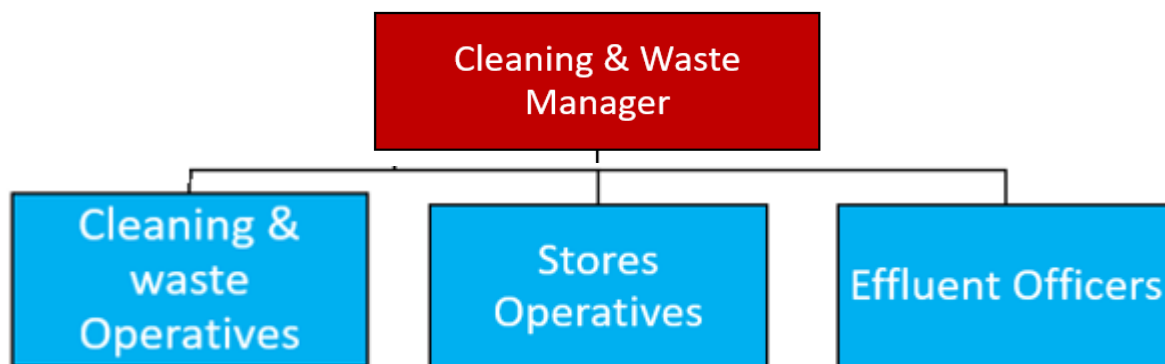 Cleaning & Waste
Manager
Cleaning &
waste
Operatives
Stores
Operatives
Effluent Officers